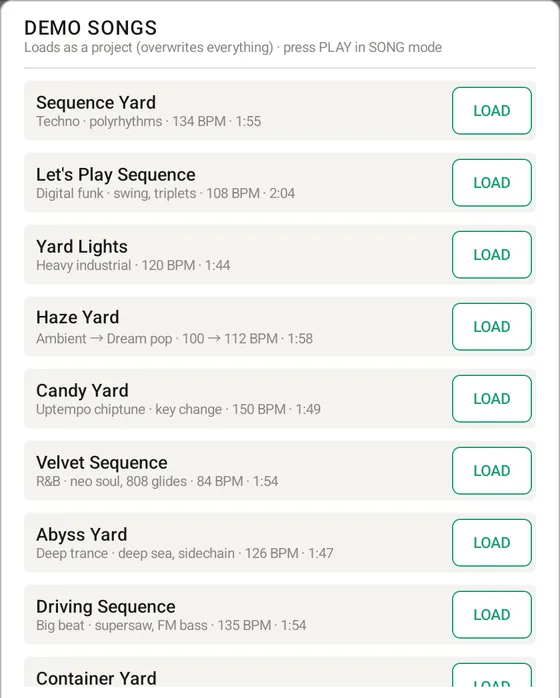 DEMO SONGS
Loads as a project (overwrites everything) · press PLAY in SONG mode
Sequence Yard
Techno · polyrhythms · 134 BPM · 1:55
LOAD
Let's Play Sequence
Digital funk · swing, triplets · 108 BPM · 2:04
LOAD
Yard Lights
Heavy industrial · 120 BPM · 1:44
LOAD
Haze Yard
Ambient → Dream pop · 100 → 112 BPM · 1:58
LOAD
Candy Yard
Uptempo chiptune · key change · 150 BPM · 1:49
LOAD
Velvet Sequence
R&B · neo soul, 808 glides · 84 BPM · 1:54
LOAD
Abyss Yard
Deep trance · deep sea, sidechain · 126 BPM · 1:47
LOAD
Driving Sequence
Big beat · supersaw, FM bass · 135 BPM · 1:54
LOAD
Container Yard
LOAD